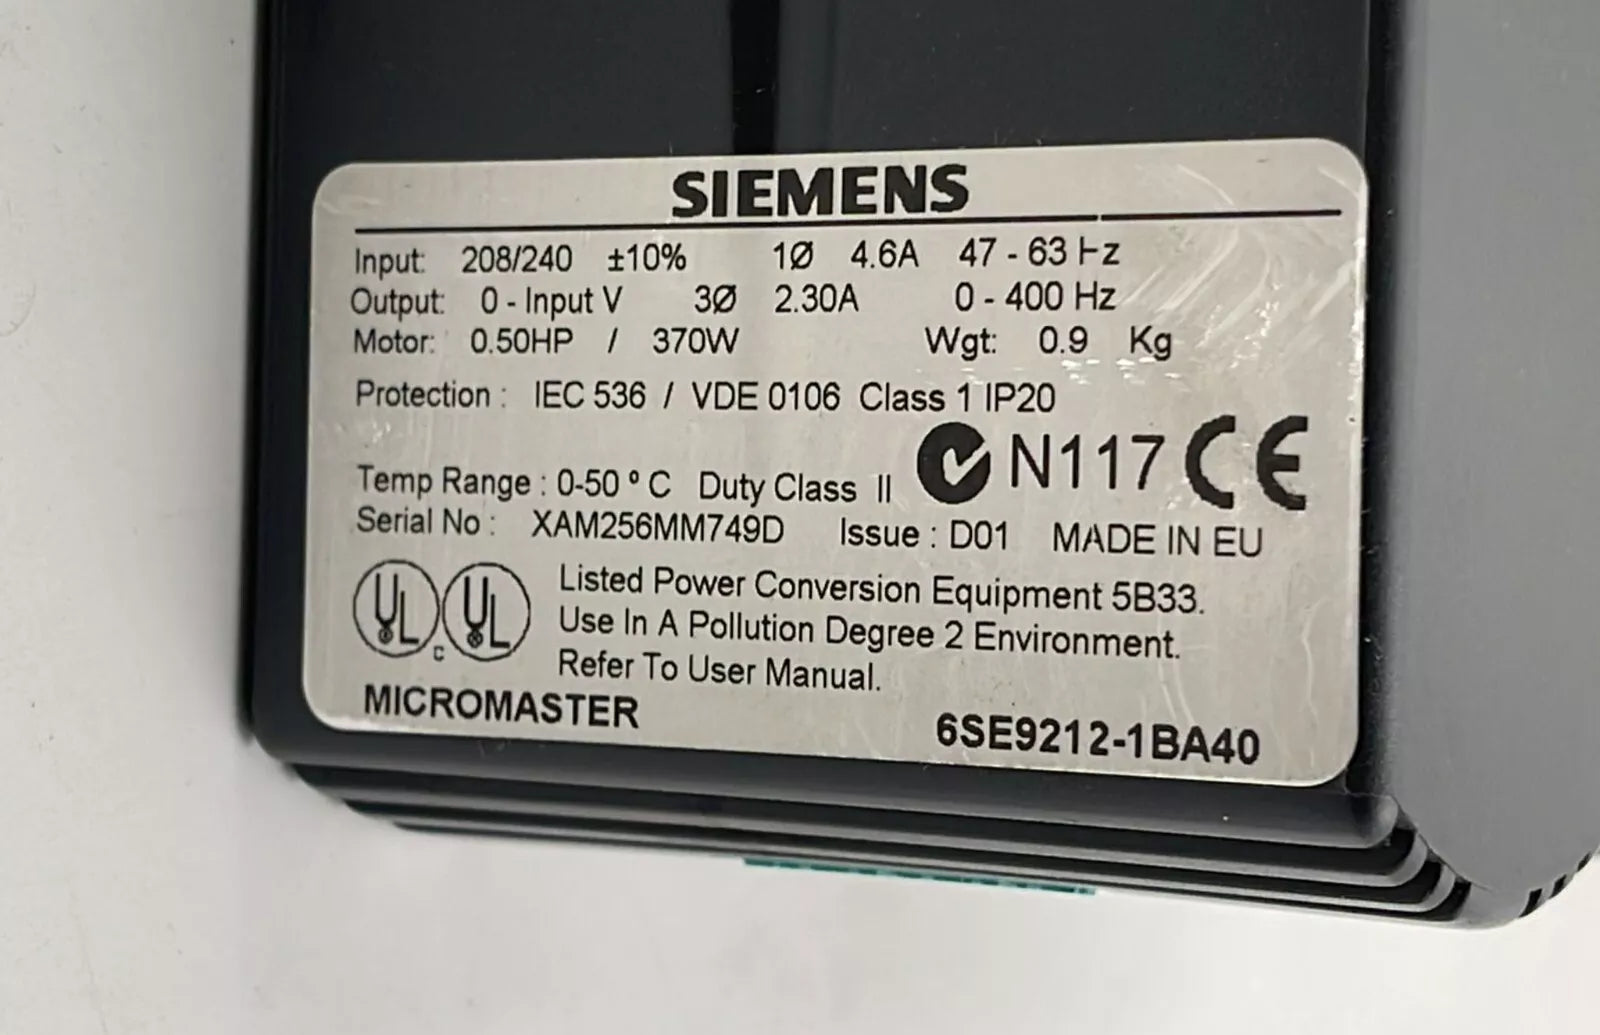 SIEMENS
Input: 208/240 ±10% 1Ø 4.6A 47 - 63 Hz
Output: 0 - Input V 3Ø 2.30A 0 - 400 Hz
Motor: 0.50HP / 370W Wgt: 0.9 Kg
Protection : IEC 536 / VDE 0106 Class 1 IP20
N117 CE
Temp Range : 0-50 ° C Duty Class II
Serial No : XAM256MM749D Issue : D01 MADE IN EU
UL c UL
Listed Power Conversion Equipment 5B33.
Use In A Pollution Degree 2 Environment.
Refer To User Manual.
MICROMASTER 6SE9212-1BA40